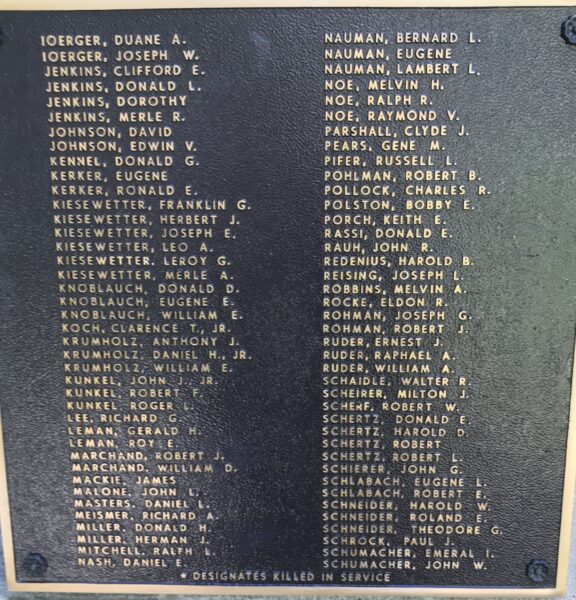 IOERGER, DUANE A.
IOERGER, JOSEPH W.
JENKINS, CLIFFORD E.
JENKINS, DONALD L.
JENKINS, DOROTHY
JENKINS, MERLE R.
JOHNSON, DAVID
JOHNSON, EDWIN V.
KENNEL, DONALD G.
KERKER, EUGENE
KERKER, RONALD E.
KIESEWETTER, FRANKLIN G.
KIESEWETTER, HERBERT J.
KIESEWETTER, JOSEPH E.
KIESEWETTER, LEO A.
KIESEWETTER, LEROY G.
KIESEWETTER, MERLE A.
KNOBLAUCH, DONALD D.
KNOBLAUCH, EUGENE E.
KNOBLAUCH, WILLIAM E.
KOCH, CLARENCE T., JR.
KRUMHOLZ, ANTHONY J.
KRUMHOLZ, DANIEL H., JR.
KRUMHOLZ, WILLIAM E.
KUNKEL, JOHN J., JR.
KUNKEL, ROBERT F.
KUNKEL, ROGER L.
LEE, RICHARD G.
LEMAN, GERALD H.
LEMAN, ROY E.
MARCHAND, ROBERT J.
MARCHAND, WILLIAM D.
MACKIE, JAMES
MALONE, JOHN L.
MASTERS, DANIEL L.
MEISMER, RICHARD A.
MILLER, DONALD H.
MILLER, HERMAN J.
MITCHELL, RALPH L.
NASH, DANIEL E.
NAUMAN, BERNARD L.
NAUMAN, EUGENE
NAUMAN, LAMBERT L.
NOE, MELVIN H.
NOE, RALPH R.
NOE, RAYMOND V.
PARSHALL, CLYDE J.
PEARS, GENE M.
PIFER, RUSSELL L.
POHLMAN, ROBERT B.
POLLOCK, CHARLES R.
POLSTON, BOBBY E.
PORCH, KEITH E.
RASSI, DONALD E.
RAUH, JOHN R.
REDENIUS, HAROLD B.
REISING, JOSEPH L.
ROBBINS, MELVIN A.
ROCKE, ELDON R.
ROHMAN, JOSEPH G.
ROHMAN, ROBERT J.
RUDER, ERNEST J.
RUDER, RAPHAEL A.
RUDER, WILLIAM A.
SCHAIDLE, WALTER R.
SCHEIRER, MILTON J.
SCHERF, ROBERT W.
SCHERTZ, DONALD E.
SCHERTZ, HAROLD D.
SCHERTZ, ROBERT
SCHERTZ, ROBERT L.
SCHIERER, JOHN G.
SCHLABACH, EUGENE L.
SCHLABACH, ROBERT E.
SCHNEIDER, HAROLD W.
SCHNEIDER, ROLAND E.
SCHNEIDER, THEODORE G.
SCHROCK, PAUL J.
SCHUMACHER, EMERAL I.
SCHUMACHER, JOHN W.
* DESIGNATES KILLED IN SERVICE